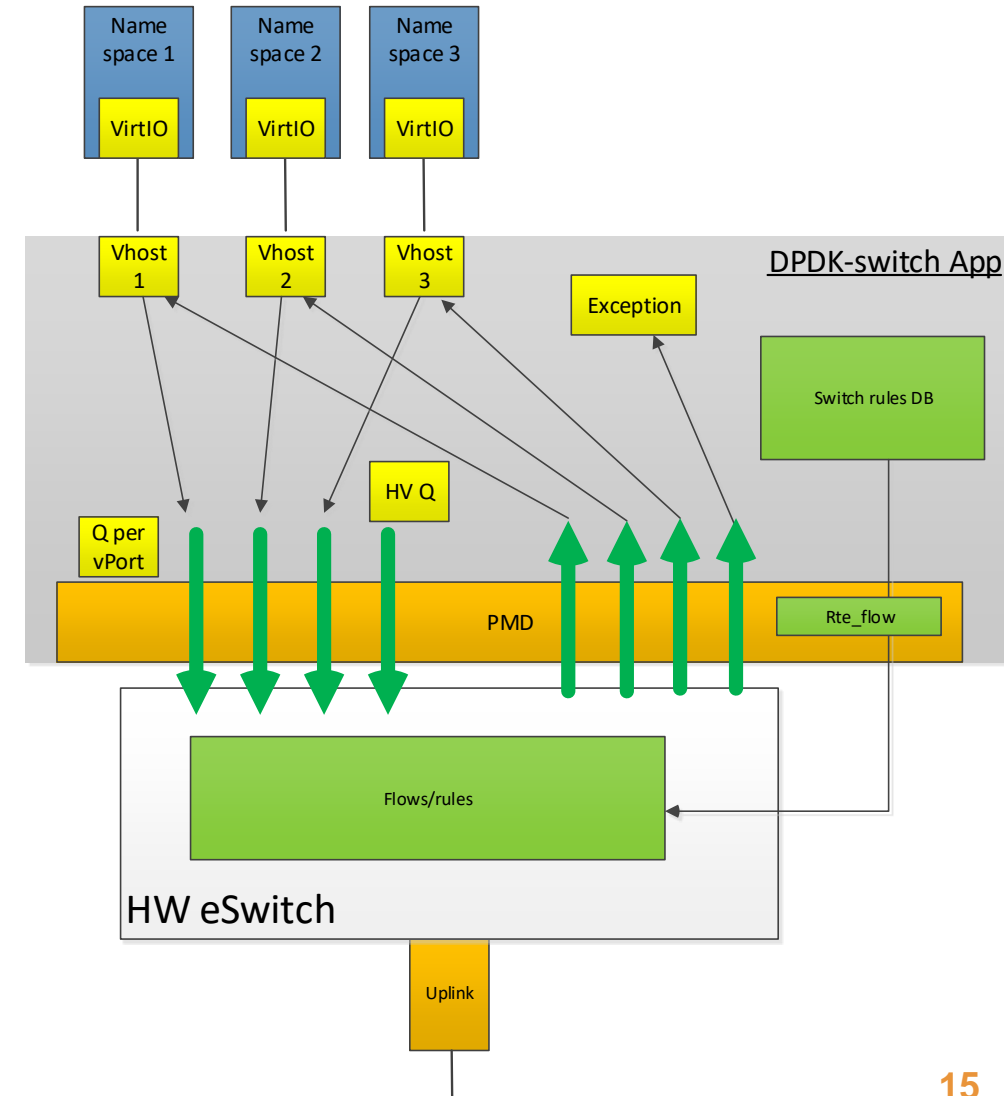 Name
space 1
Name
space 2
Name
space 3
VirtIO
VirtIO
VirtIO
Vhost
1
Vhost
2
Vhost
3
DPDK-switch App
Exception
Switch rules DB
HV Q
Q per
vPort
PMD
Rte_flow
Flows/rules
HW eSwitch
Uplink
15